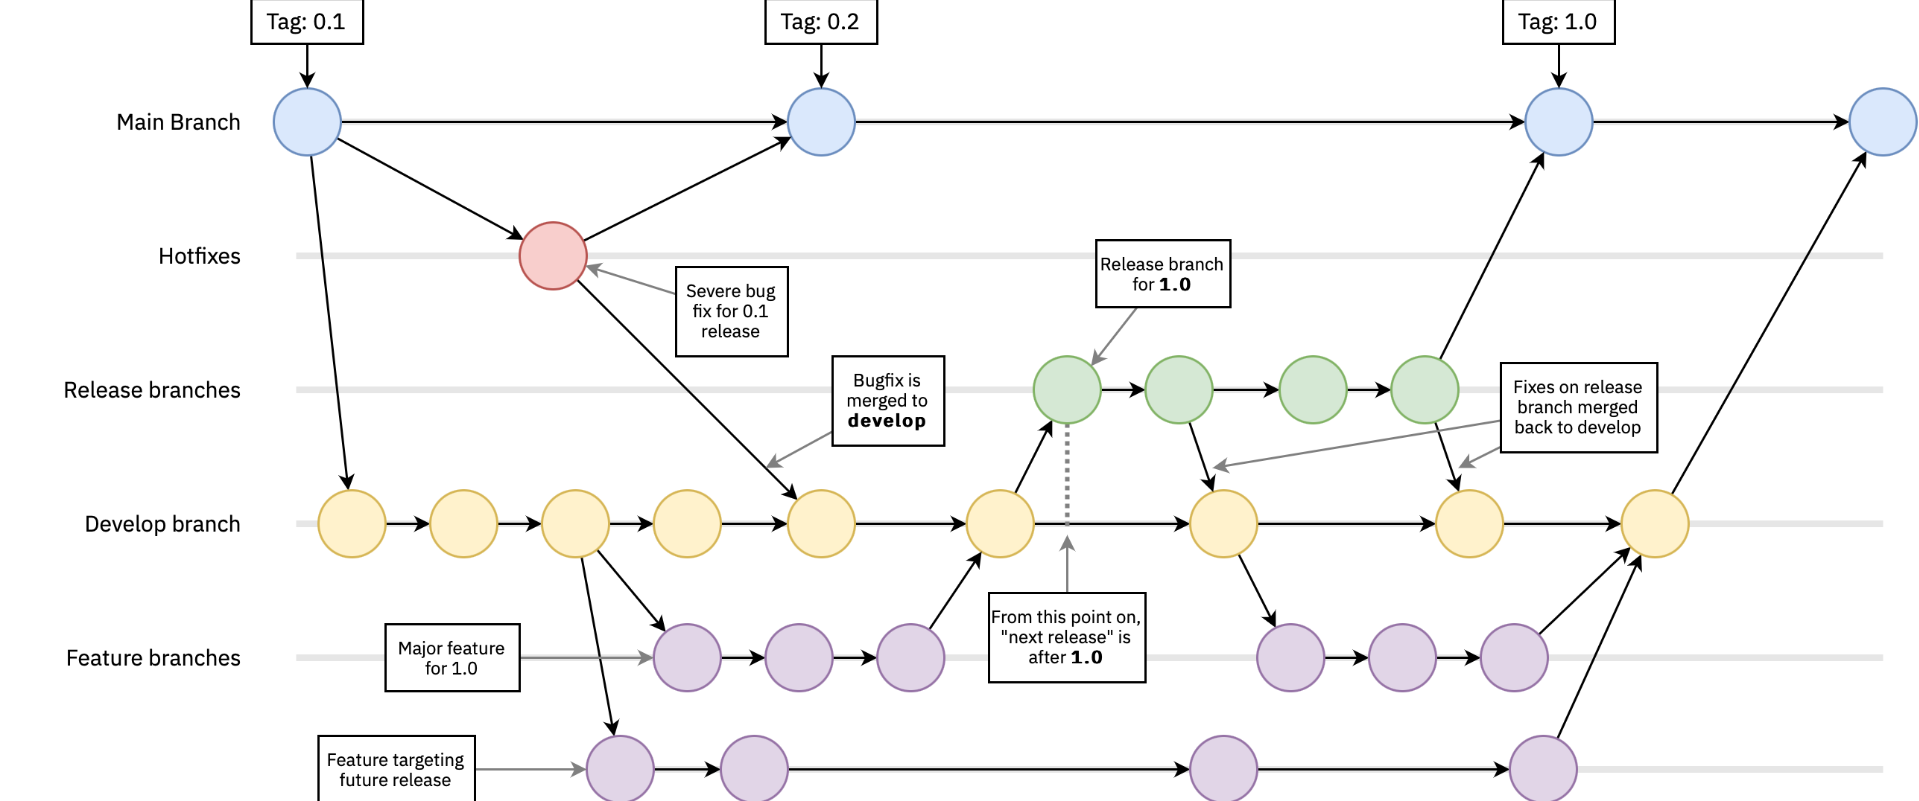 Tag: 0.1
Tag: 0.2
Tag: 1.0
Main Branch
Hotfixes
Release branch
for 1.0
Severe bug
fix for 0.1
release
Release branches
Bugfix is
merged to
develop
Fixes on release
branch merged
back to develop
Develop branch
From this point on,
"next release" is
after 1.0
Feature branches
Major feature
for 1.0
Feature targeting
future release